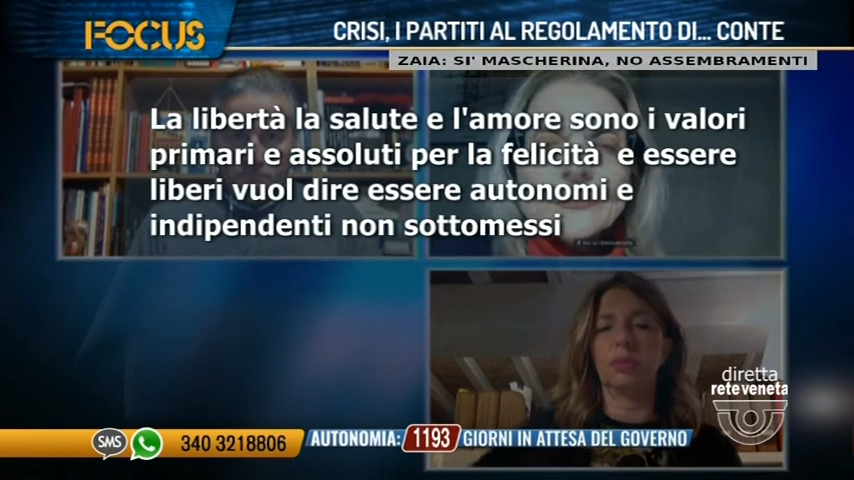 FOCUS
CRISI, I PARTITI AL REGOLAMENTO DI... CONTE
ZAIA: SI' MASCHERINA, NO ASSEMBRAMENTI
La libertà la salute e l'amore sono i valori
primari e assoluti per la felicità e essere
liberi vuol dire essere autonomi e
indipendenti non sottomessi
diretta
reteveneta
SMS
340 3218806
AUTONOMIA: 1193 GIORNI IN ATTESA DEL GOVERNO